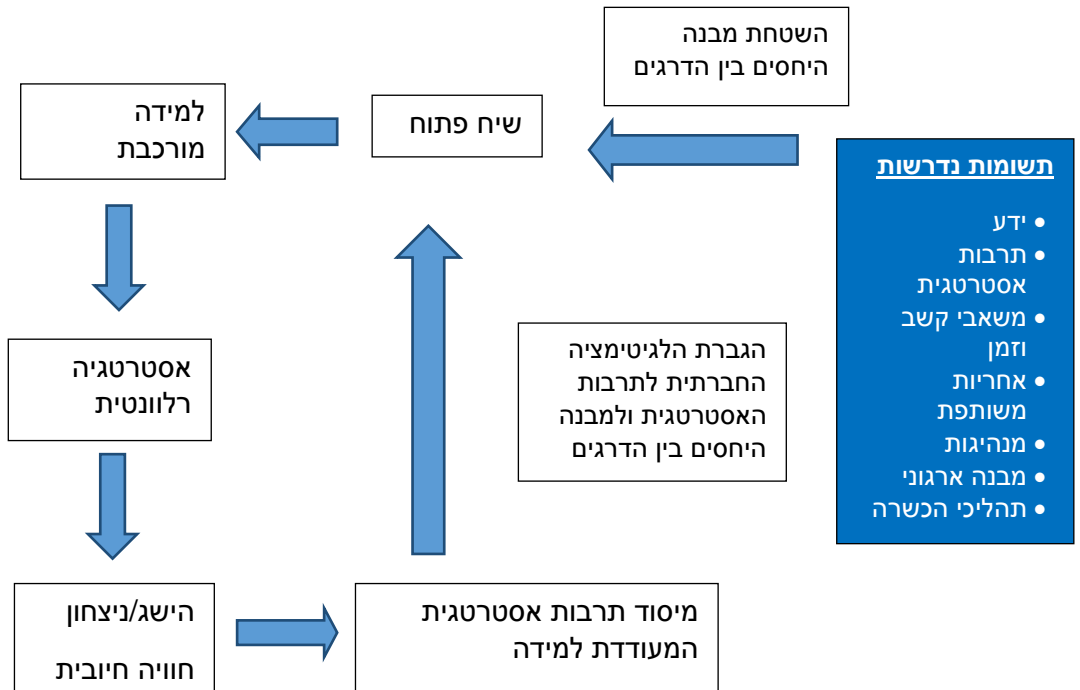 השטחת מבנה
היחסים בין הדרגים
תשומות נדרשות
• ידע
• תרבות
אסטרטגית
• משאבי קשב
וזמן
• אחריות
משותפת
• מנהיגות
• מבנה ארגוני
• תהליכי הכשרה
שיח פתוח
למידה
מורכבת
אסטרטגיה
רלוונטית
הישג/ניצחון
חוויה חיובית
מיסוד תרבות אסטרטגית
המעודדת למידה
הגברת הלגיטימציה
החברתית לתרבות
האסטרטגית ולמבנה
היחסים בין הדרגים